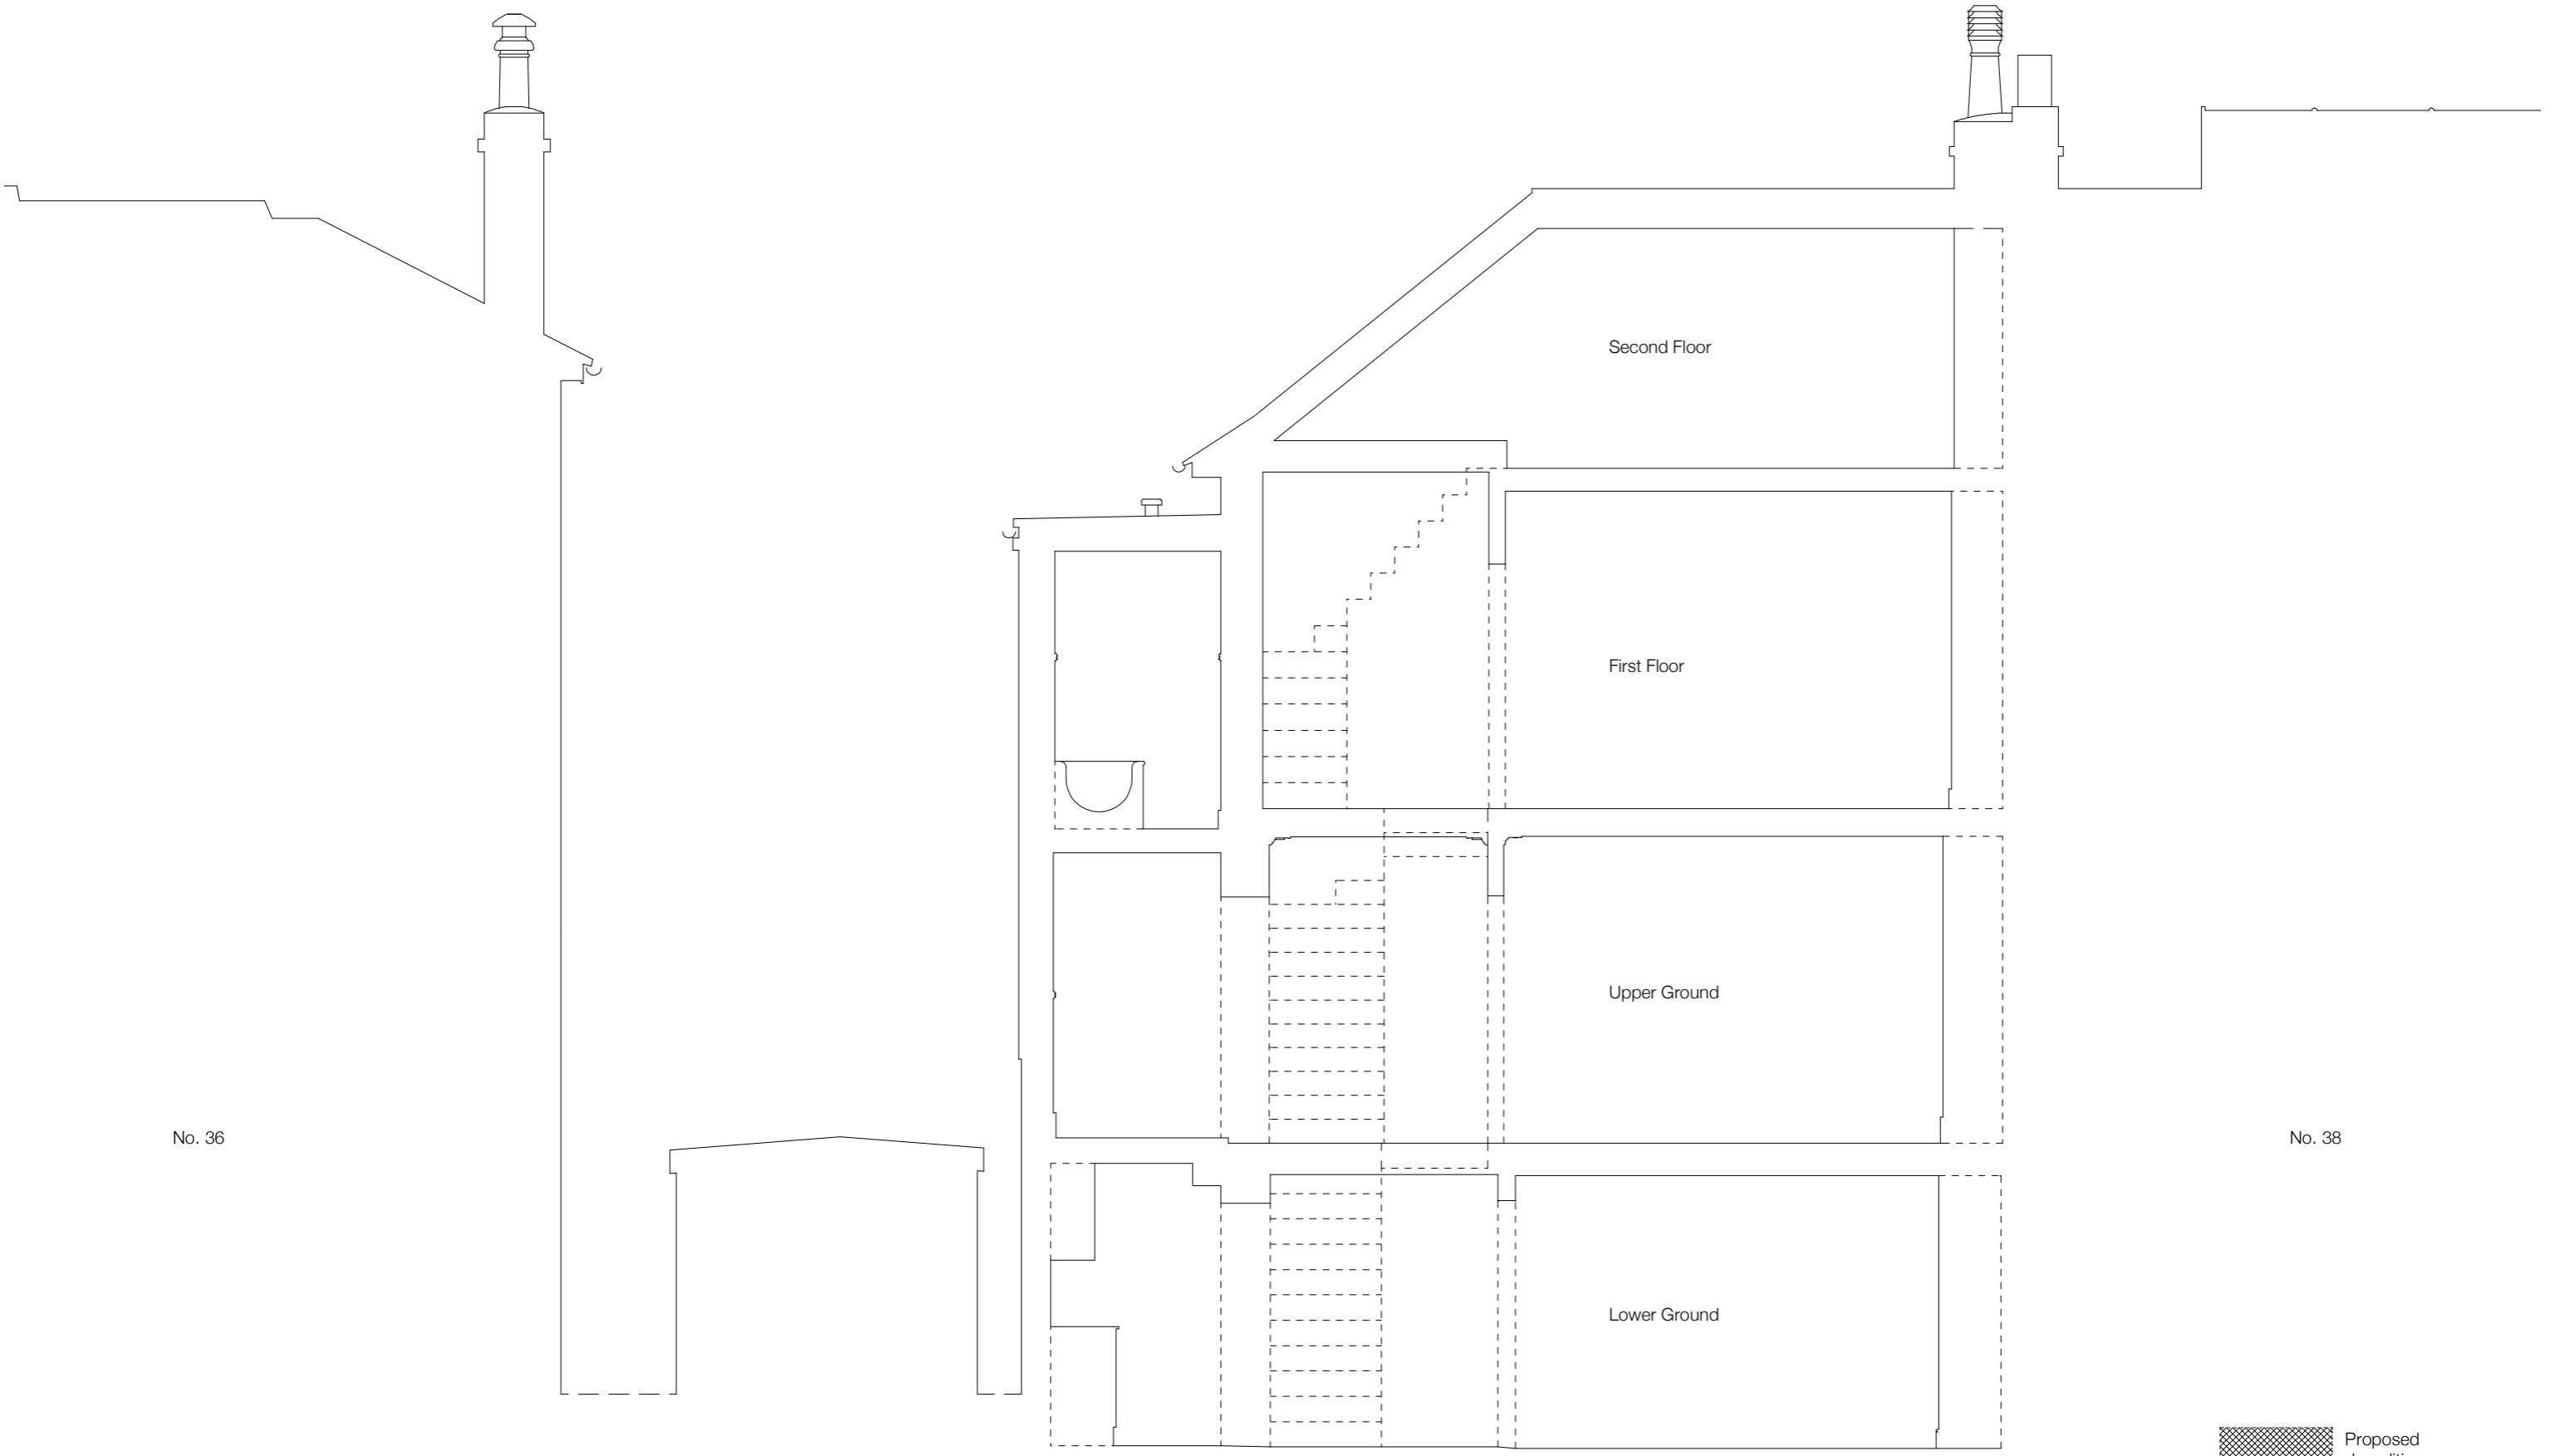 Second Floor
First Floor
Upper Ground
No. 36
No. 38
Lower Ground
Proposed